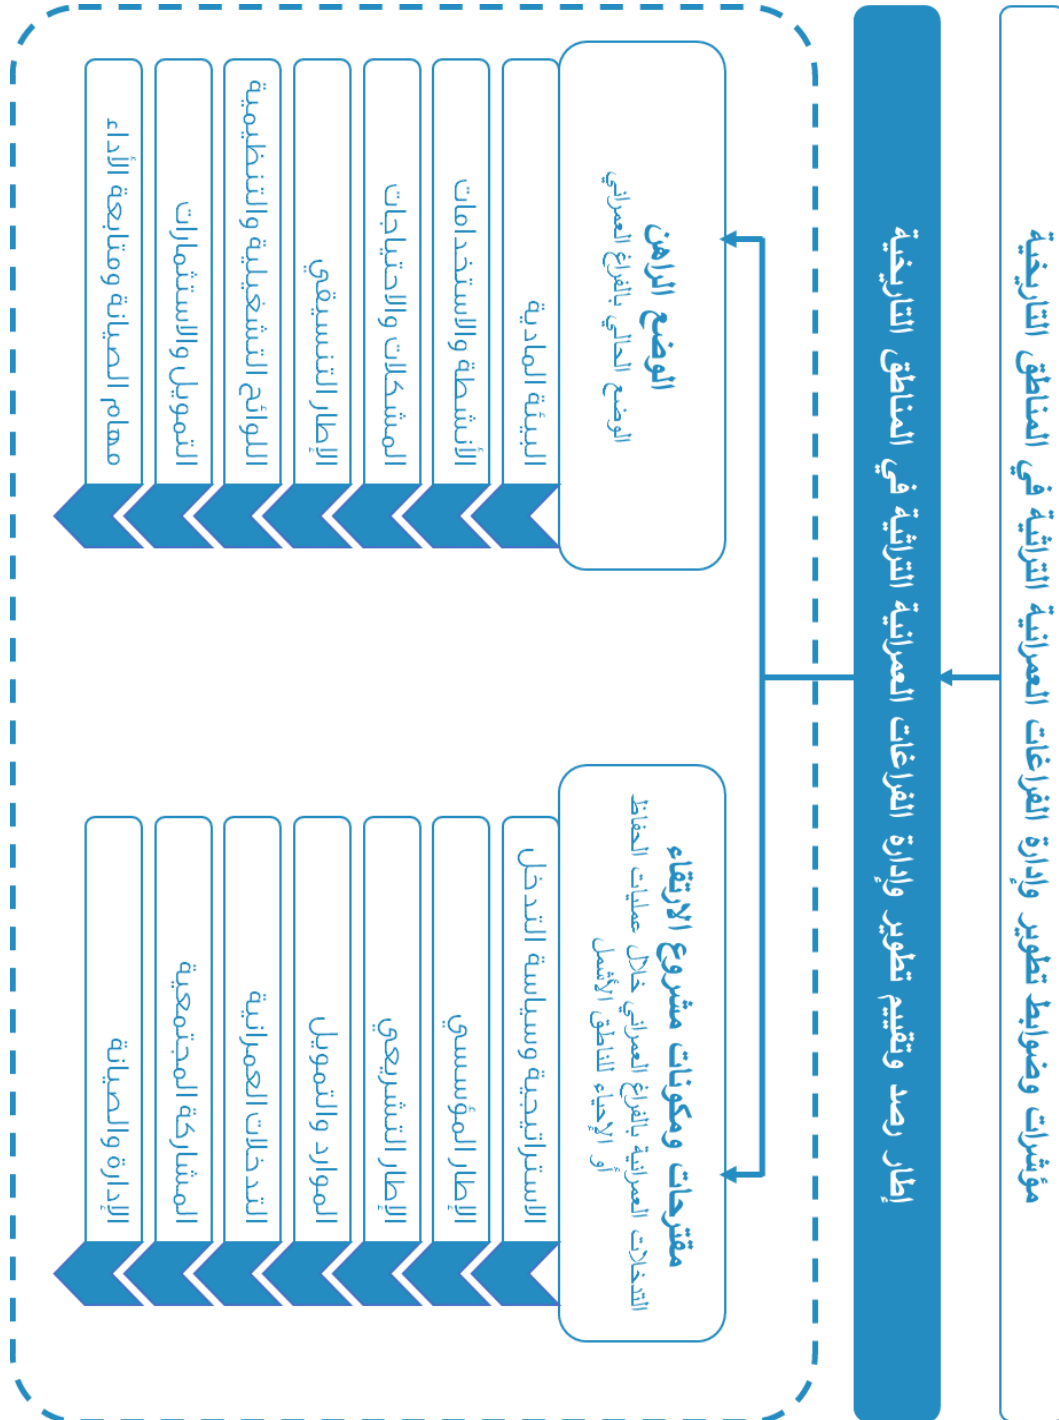 مؤشرات وضوابط تطوير وإدارة الفراغات العمرانية التراثية في المناطق التاريخية
إطار رصد وتقييم تطوير وإدارة الفراغات العمرانية التراثية في المناطق التاريخية
الوضع الراهن
الوضع الحالي بالفراغ العمراني
البيئة المادية
الأنشطة والاستخدامات
المشكلات والاحتياجات
الإطار التنسيقي
اللوائح التشغيلية والتنظيمية
التمويل والاستثمارات
مهام الصيانة ومتابعة الأداء
مقترحات ومكونات مشروع الارتقاء
التدخلات العمرانية بالفراغ العمراني خلال عمليات الحفاظ
أو الإحياء للناطق الأشمل
الاستراتيجية وسياسة التدخل
الإطار المؤسسي
الإطار التشريعي
الموارد والتمويل
التدخلات العمرانية
المشاركة المجتمعية
الإدارة والصيانة